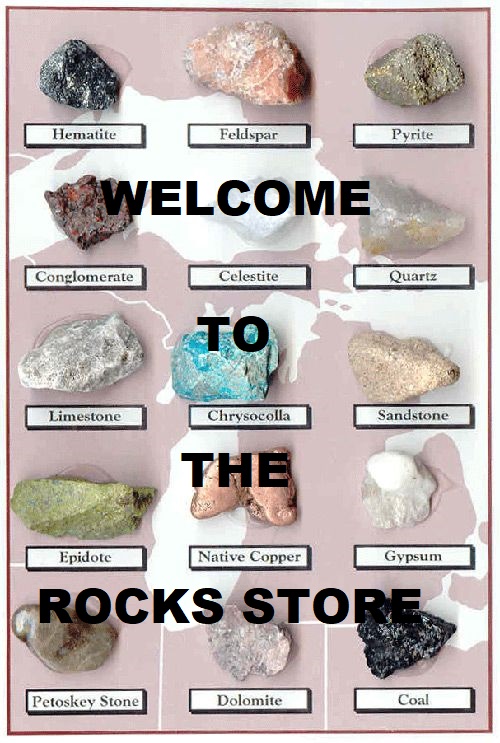 Hematite
Feldspar
Pyrite
WELCOME
Conglomerate
Celestite
Quartz
TO
Limestone
Chrysocolla
Sandstone
THE
Epidote
Native Copper
Gypsum
ROCKS STORE
Petoskey Stone
Dolomite
Coal